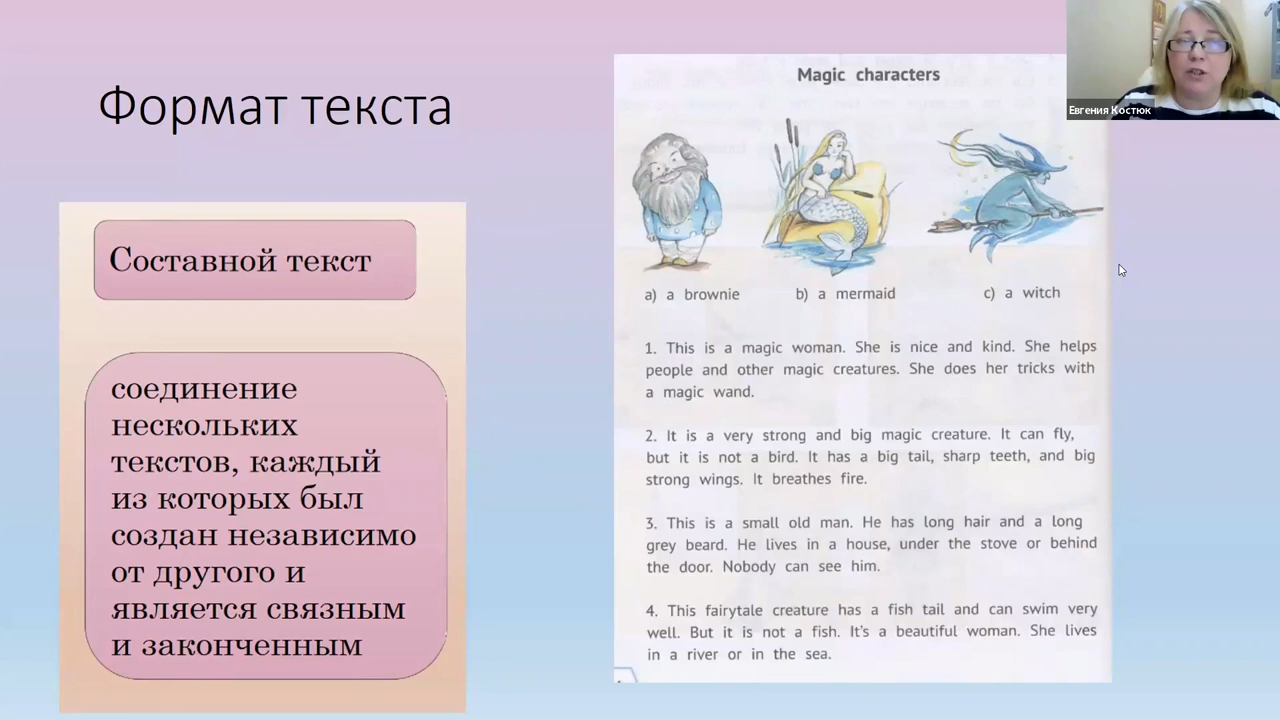 Формат текста
Составной текст
соединение
нескольких
текстов, каждый
из которых был
создан независимо
от другого и
является связным
и законченным
Magic characters
a) a brownie
b) a mermaid
c) a witch
1. This is a magic woman. She is nice and kind. She helps
people and other magic creatures. She does her tricks with
a magic wand.
2. It is a very strong and big magic creature. It can fly,
but it is not a bird. It has a big tail, sharp teeth, and big
strong wings. It breathes fire.
3. This is a small old man. He has long hair and a long
grey beard. He lives in a house, under the stove or behind
the door. Nobody can see him.
4. This fairytale creature has a fish tail and can swim very
well. But it is not a fish. It's a beautiful woman. She lives
in a river or in the sea.
Евгения Костюк